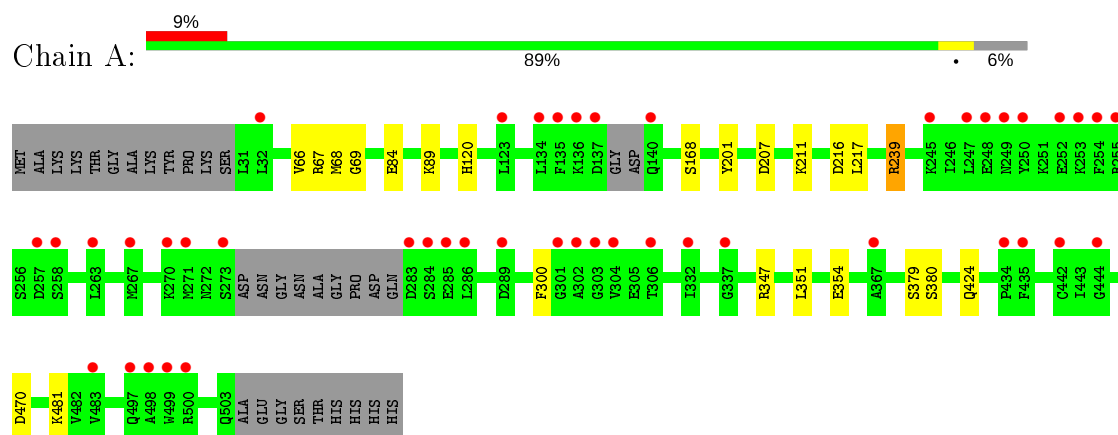 9%
Chain A:
89% • 6%
MET ALA LYS LYS THR GLY ALA LYS TYR PRO LYS SER L31 L32 V66 R67 M68 G69 E84 K89 H120 L123 L134 F135 K136 D137 GLY ASP Q140 S168 Y201 D207 K211 D216 L217 R239 K245 I246 L247 E248 N249 Y250 K251 E252 K253 F254 R255
S256 D257 S258 L263 M267 K270 M271 N272 S273 ASP ASN GLY ASN ALA GLY PRO ASP GLN D283 S284 E285 L286 D289 F300 G301 A302 G303 V304 E305 T306 I332 G337 R347 L351 E354 A367 S379 S380 Q424 P434 F435 C442 I443 G444
D470 K481 V482 V483 Q497 A498 W499 R500 Q503 ALA GLU GLY SER THR HIS HIS HIS HIS